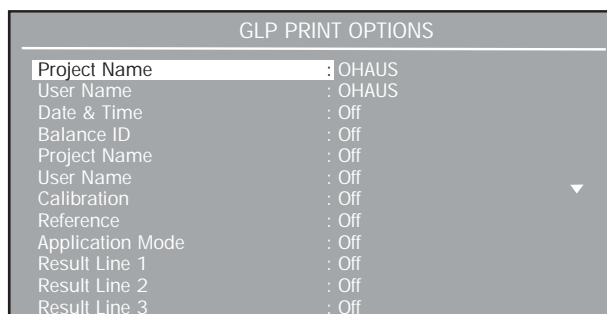 GLP PRINT OPTIONS
Project Name : OHAUS
User Name : OHAUS
Date & Time : Off
Balance ID : Off
Project Name : Off
User Name : Off
Calibration : Off
Reference : Off
Application Mode : Off
Result Line 1 : Off
Result Line 2 : Off
Result Line 3 : Off